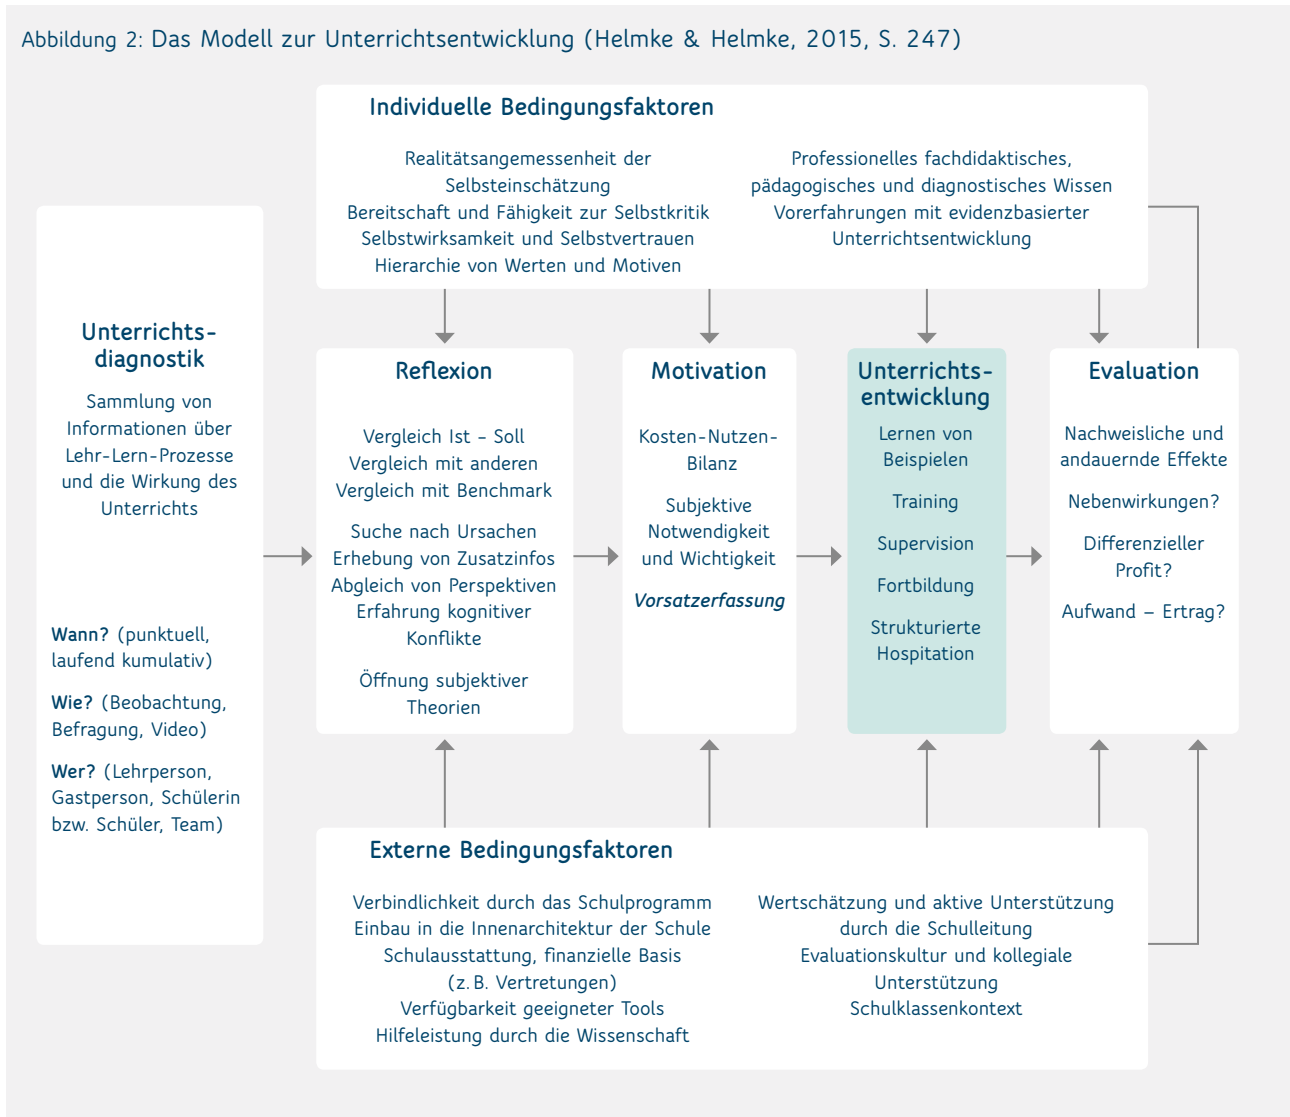 Abbildung 2: Das Modell zur Unterrichtsentwicklung (Helmke & Helmke, 2015, S. 247)
Individuelle Bedingungsfaktoren
Realitätsangemessenheit der
Selbsteinschätzung
Bereitschaft und Fähigkeit zur Selbstkritik
Selbstwirksamkeit und Selbstvertrauen
Hierarchie von Werten und Motiven
Professionelles fachdidaktisches,
pädagogisches und diagnostisches Wissen
Vorerfahrungen mit evidenzbasierter
Unterrichtsentwicklung
Unterrichts-
diagnostik
Sammlung von
Informationen über
Lehr-Lern-Prozesse
und die Wirkung des
Unterrichts
Wann? (punktuell,
laufend kumulativ)
Wie? (Beobachtung,
Befragung, Video)
Wer? (Lehrperson,
Gastperson, Schülerin
bzw. Schüler, Team)
Reflexion
Vergleich Ist – Soll
Vergleich mit anderen
Vergleich mit Benchmark
Suche nach Ursachen
Erhebung von Zusatzinfos
Abgleich von Perspektiven
Erfahrung kognitiver
Konflikte
Öffnung subjektiver
Theorien
Motivation
Kosten-Nutzen-
Bilanz
Subjektive
Notwendigkeit
und Wichtigkeit
Vorsatzerfassung
Unterrichts-
entwicklung
Lernen von
Beispielen
Training
Supervision
Fortbildung
Strukturierte
Hospitation
Evaluation
Nachweisliche und
andauernde Effekte
Nebenwirkungen?
Differenzieller
Profit?
Aufwand – Ertrag?
Externe Bedingungsfaktoren
Verbindlichkeit durch das Schulprogramm
Einbau in die Innenarchitektur der Schule
Schulausstattung, finanzielle Basis
(z. B. Vertretungen)
Verfügbarkeit geeigneter Tools
Hilfeleistung durch die Wissenschaft
Wertschätzung und aktive Unterstützung
durch die Schulleitung
Evaluationskultur und kollegiale
Unterstützung
Schulklassenkontext